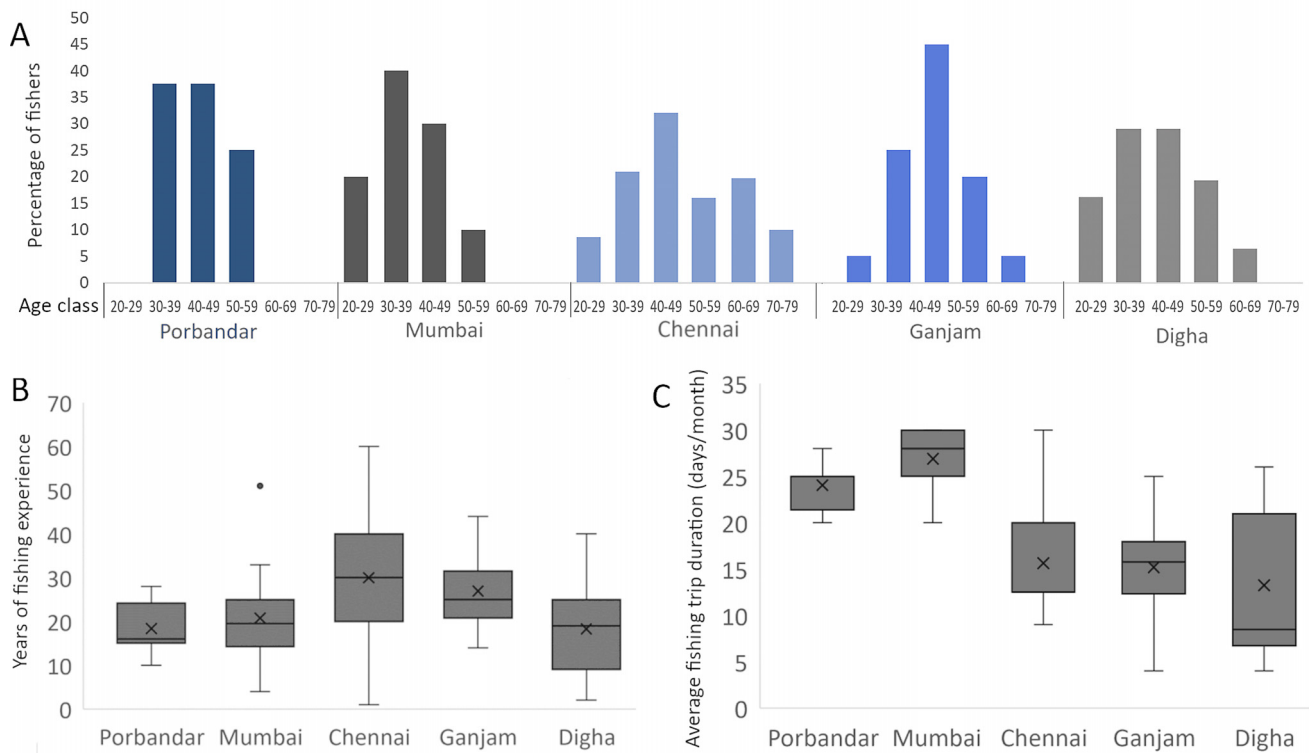 A
Percentage of fishers
50
45
40
35
30
25
20
15
10
5
0
Age class 20-29 30-39 40-49 50-59 60-69 70-79 20-29 30-39 40-49 50-59 60-69 70-79 20-29 30-39 40-49 50-59 60-69 70-79 20-29 30-39 40-49 50-59 60-69 70-79 20-29 30-39 40-49 50-59 60-69 70-79
Porbandar Mumbai Chennai Ganjam Digha
B
Years of fishing experience
70
60
50
40
30
20
10
0
Porbandar Mumbai Chennai Ganjam Digha
C
Average fishing trip duration (days/month)
35
30
25
20
15
10
5
0
Porbandar Mumbai Chennai Ganjam Digha